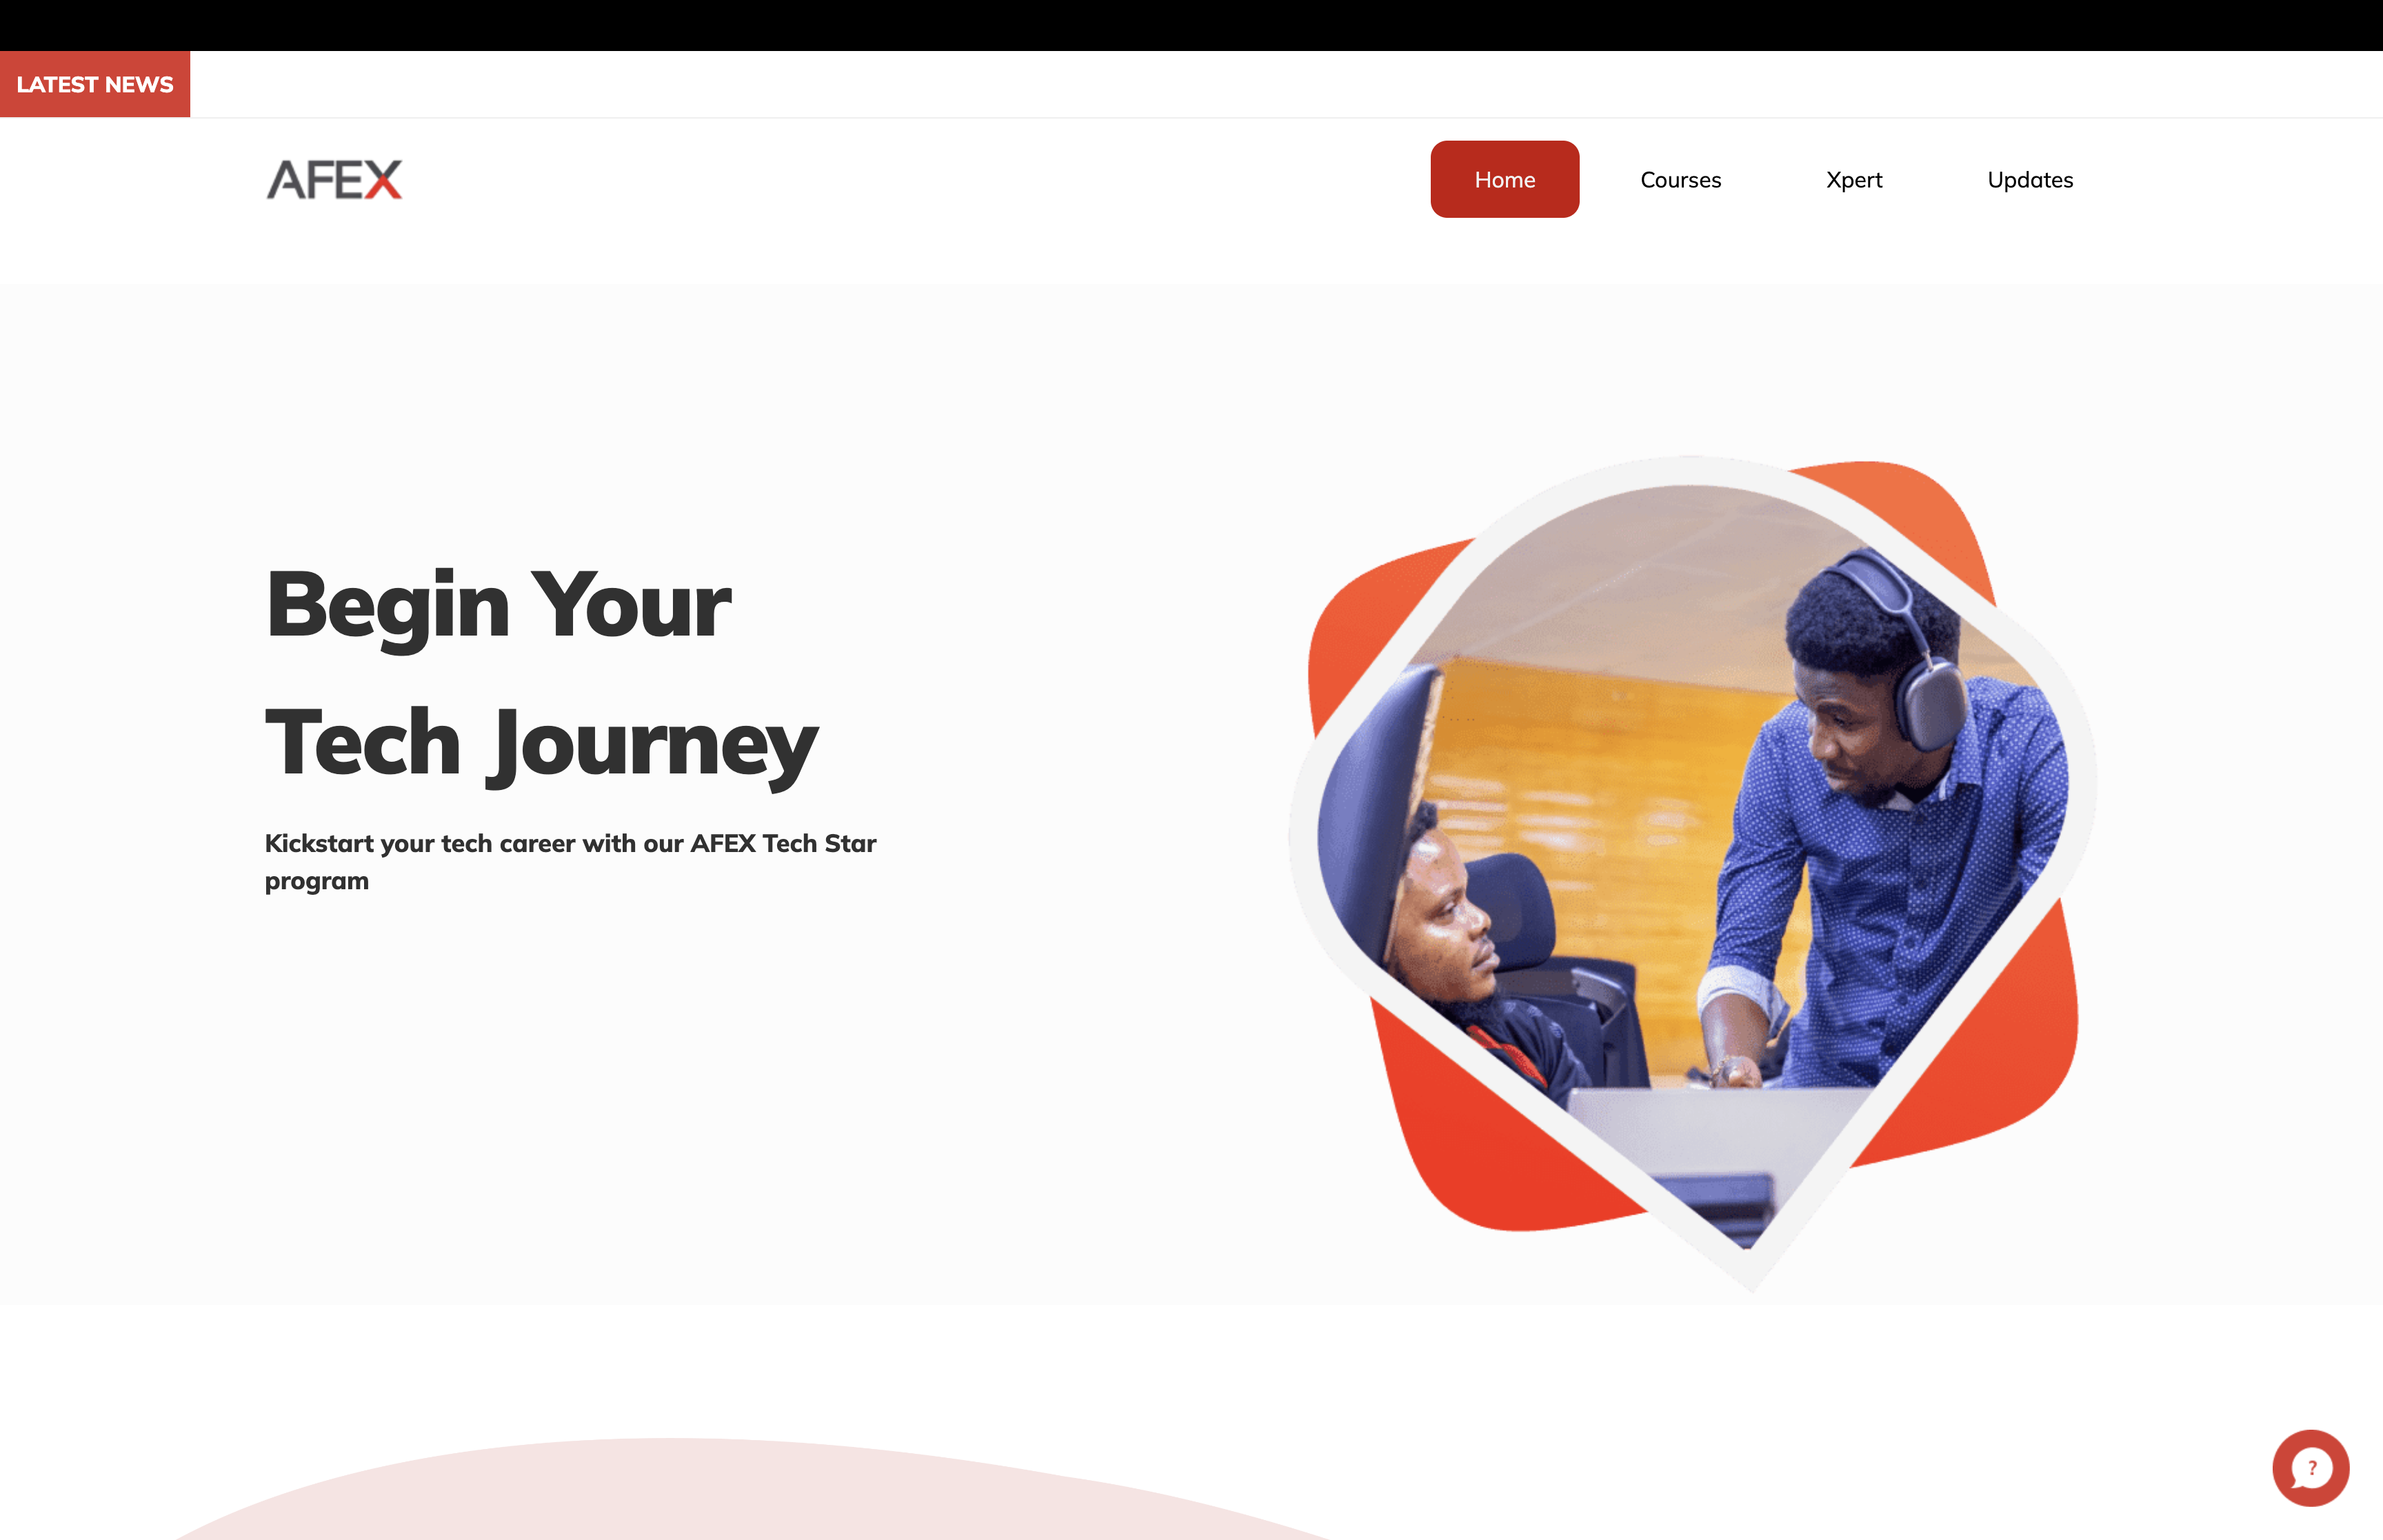 LATEST NEWS
AFEX
Home
Courses
Xpert
Updates
Begin Your
Tech Journey
Kickstart your tech career with our AFEX Tech Star
program
?